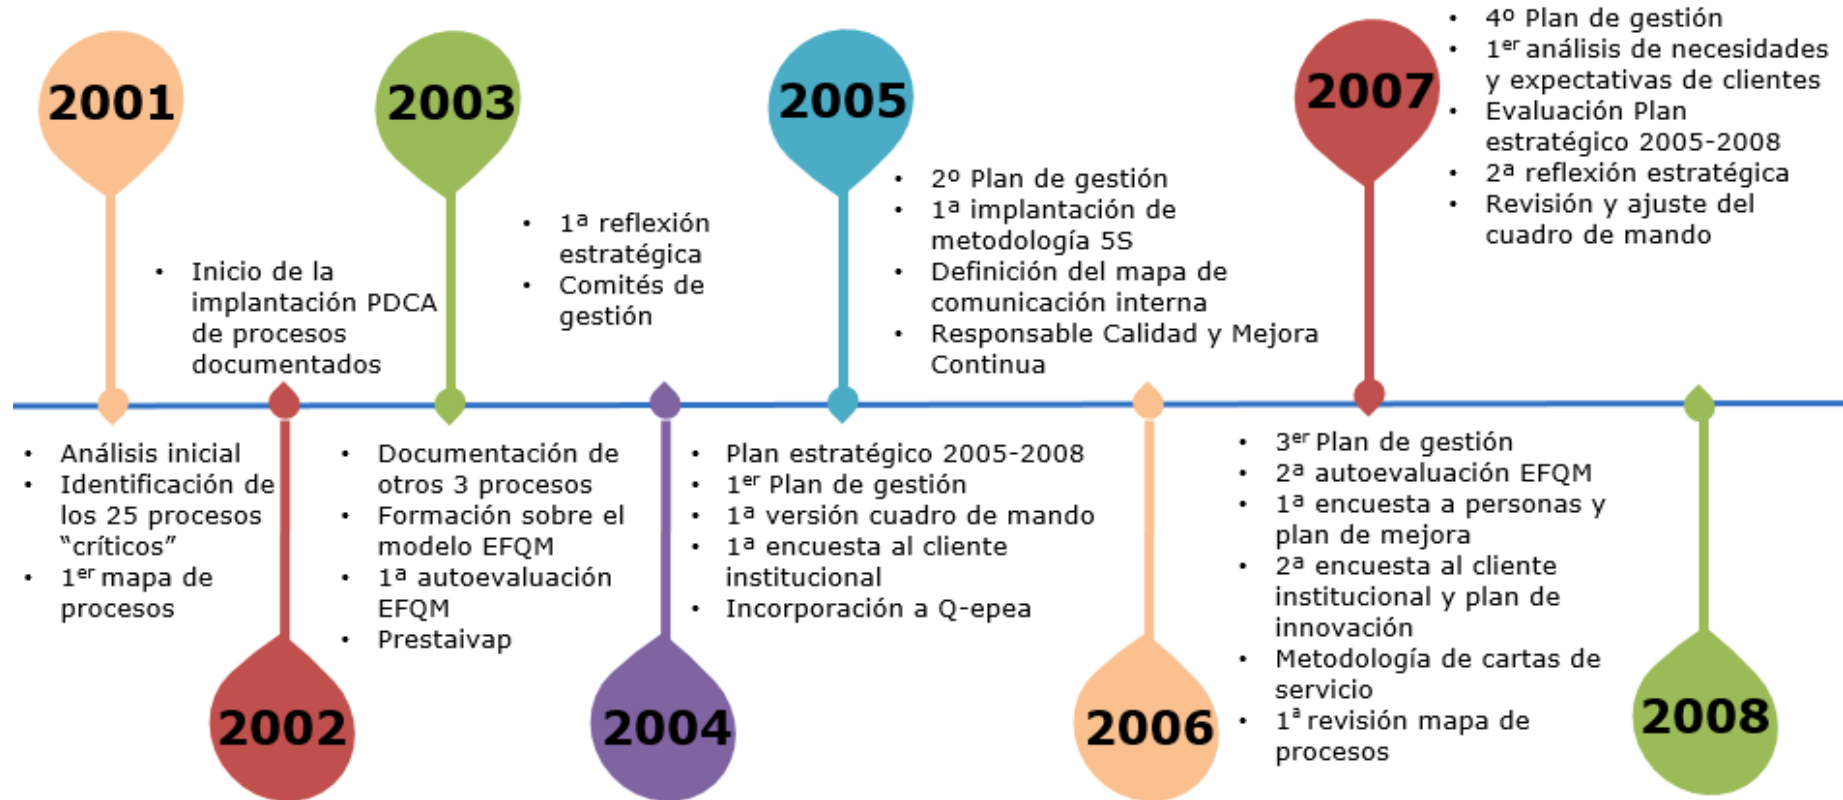 2001
• Análisis inicial
• Identificación de
los 25 procesos
“críticos”
• 1er mapa de
procesos
2002
• Inicio de la
implantación PDCA
de procesos
documentados
2003
• Documentación de
otros 3 procesos
• Formación sobre el
modelo EFQM
• 1ª autoevaluación
EFQM
• Prestaivap
2004
• 1ª reflexión
estratégica
• Comités de
gestión
2005
• Plan estratégico 2005-2008
• 1er Plan de gestión
• 1ª versión cuadro de mando
• 1ª encuesta al cliente
institucional
• Incorporación a Q-epea
2006
• 2º Plan de gestión
• 1ª implantación de
metodología 5S
• Definición del mapa de
comunicación interna
• Responsable Calidad y Mejora
Continua
2007
• 3er Plan de gestión
• 2ª autoevaluación EFQM
• 1ª encuesta a personas y
plan de mejora
• 2ª encuesta al cliente
institucional y plan de
innovación
• Metodología de cartas de
servicio
• 1ª revisión mapa de
procesos
2008
• 4º Plan de gestión
• 1er análisis de necesidades
y expectativas de clientes
• Evaluación Plan
estratégico 2005-2008
• 2ª reflexión estratégica
• Revisión y ajuste del
cuadro de mando